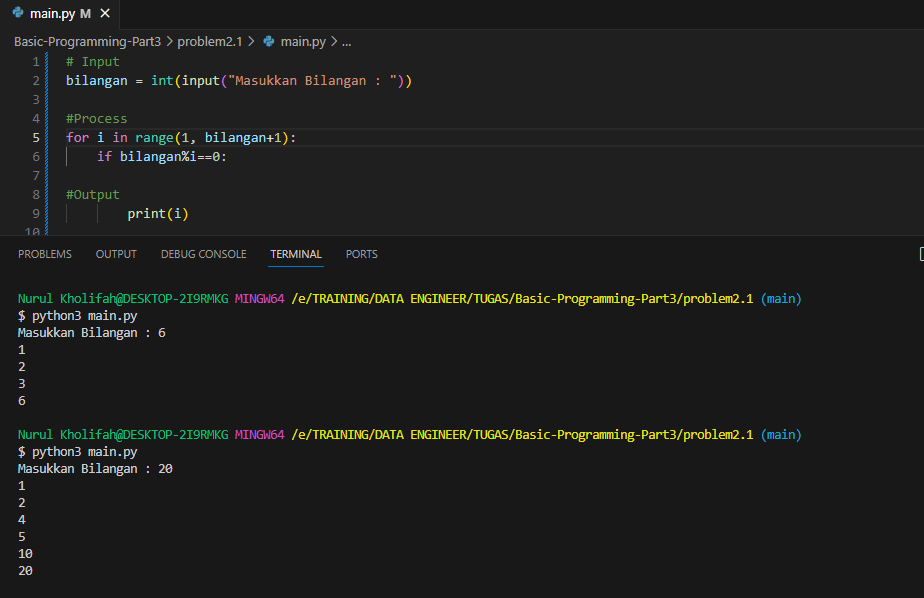 main.py M ✕
Basic-Programming-Part3 > problem2.1 > main.py > ...
1 # Input
2 bilangan = int(input("Masukkan Bilangan : "))
3
4 #Process
5 for i in range(1, bilangan+1):
6     if bilangan%i==0:
7
8 #Output
9         print(i)
10
PROBLEMS OUTPUT DEBUG CONSOLE TERMINAL PORTS
Nurul Kholifah@DESKTOP-2I9RMKG MINGW64 /e/TRAINING/DATA ENGINEER/TUGAS/Basic-Programming-Part3/problem2.1 (main)
$ python3 main.py
Masukkan Bilangan : 6
1
2
3
6
Nurul Kholifah@DESKTOP-2I9RMKG MINGW64 /e/TRAINING/DATA ENGINEER/TUGAS/Basic-Programming-Part3/problem2.1 (main)
$ python3 main.py
Masukkan Bilangan : 20
1
2
4
5
10
20